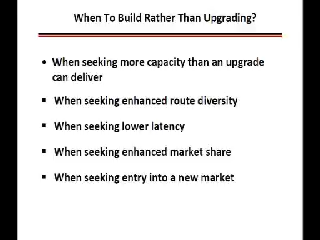 When To Build Rather Than Upgrading?
• When seeking more capacity than an upgrade
can deliver
▪ When seeking enhanced route diversity
▪ When seeking lower latency
▪ When seeking enhanced market share
▪ When seeking entry into a new market